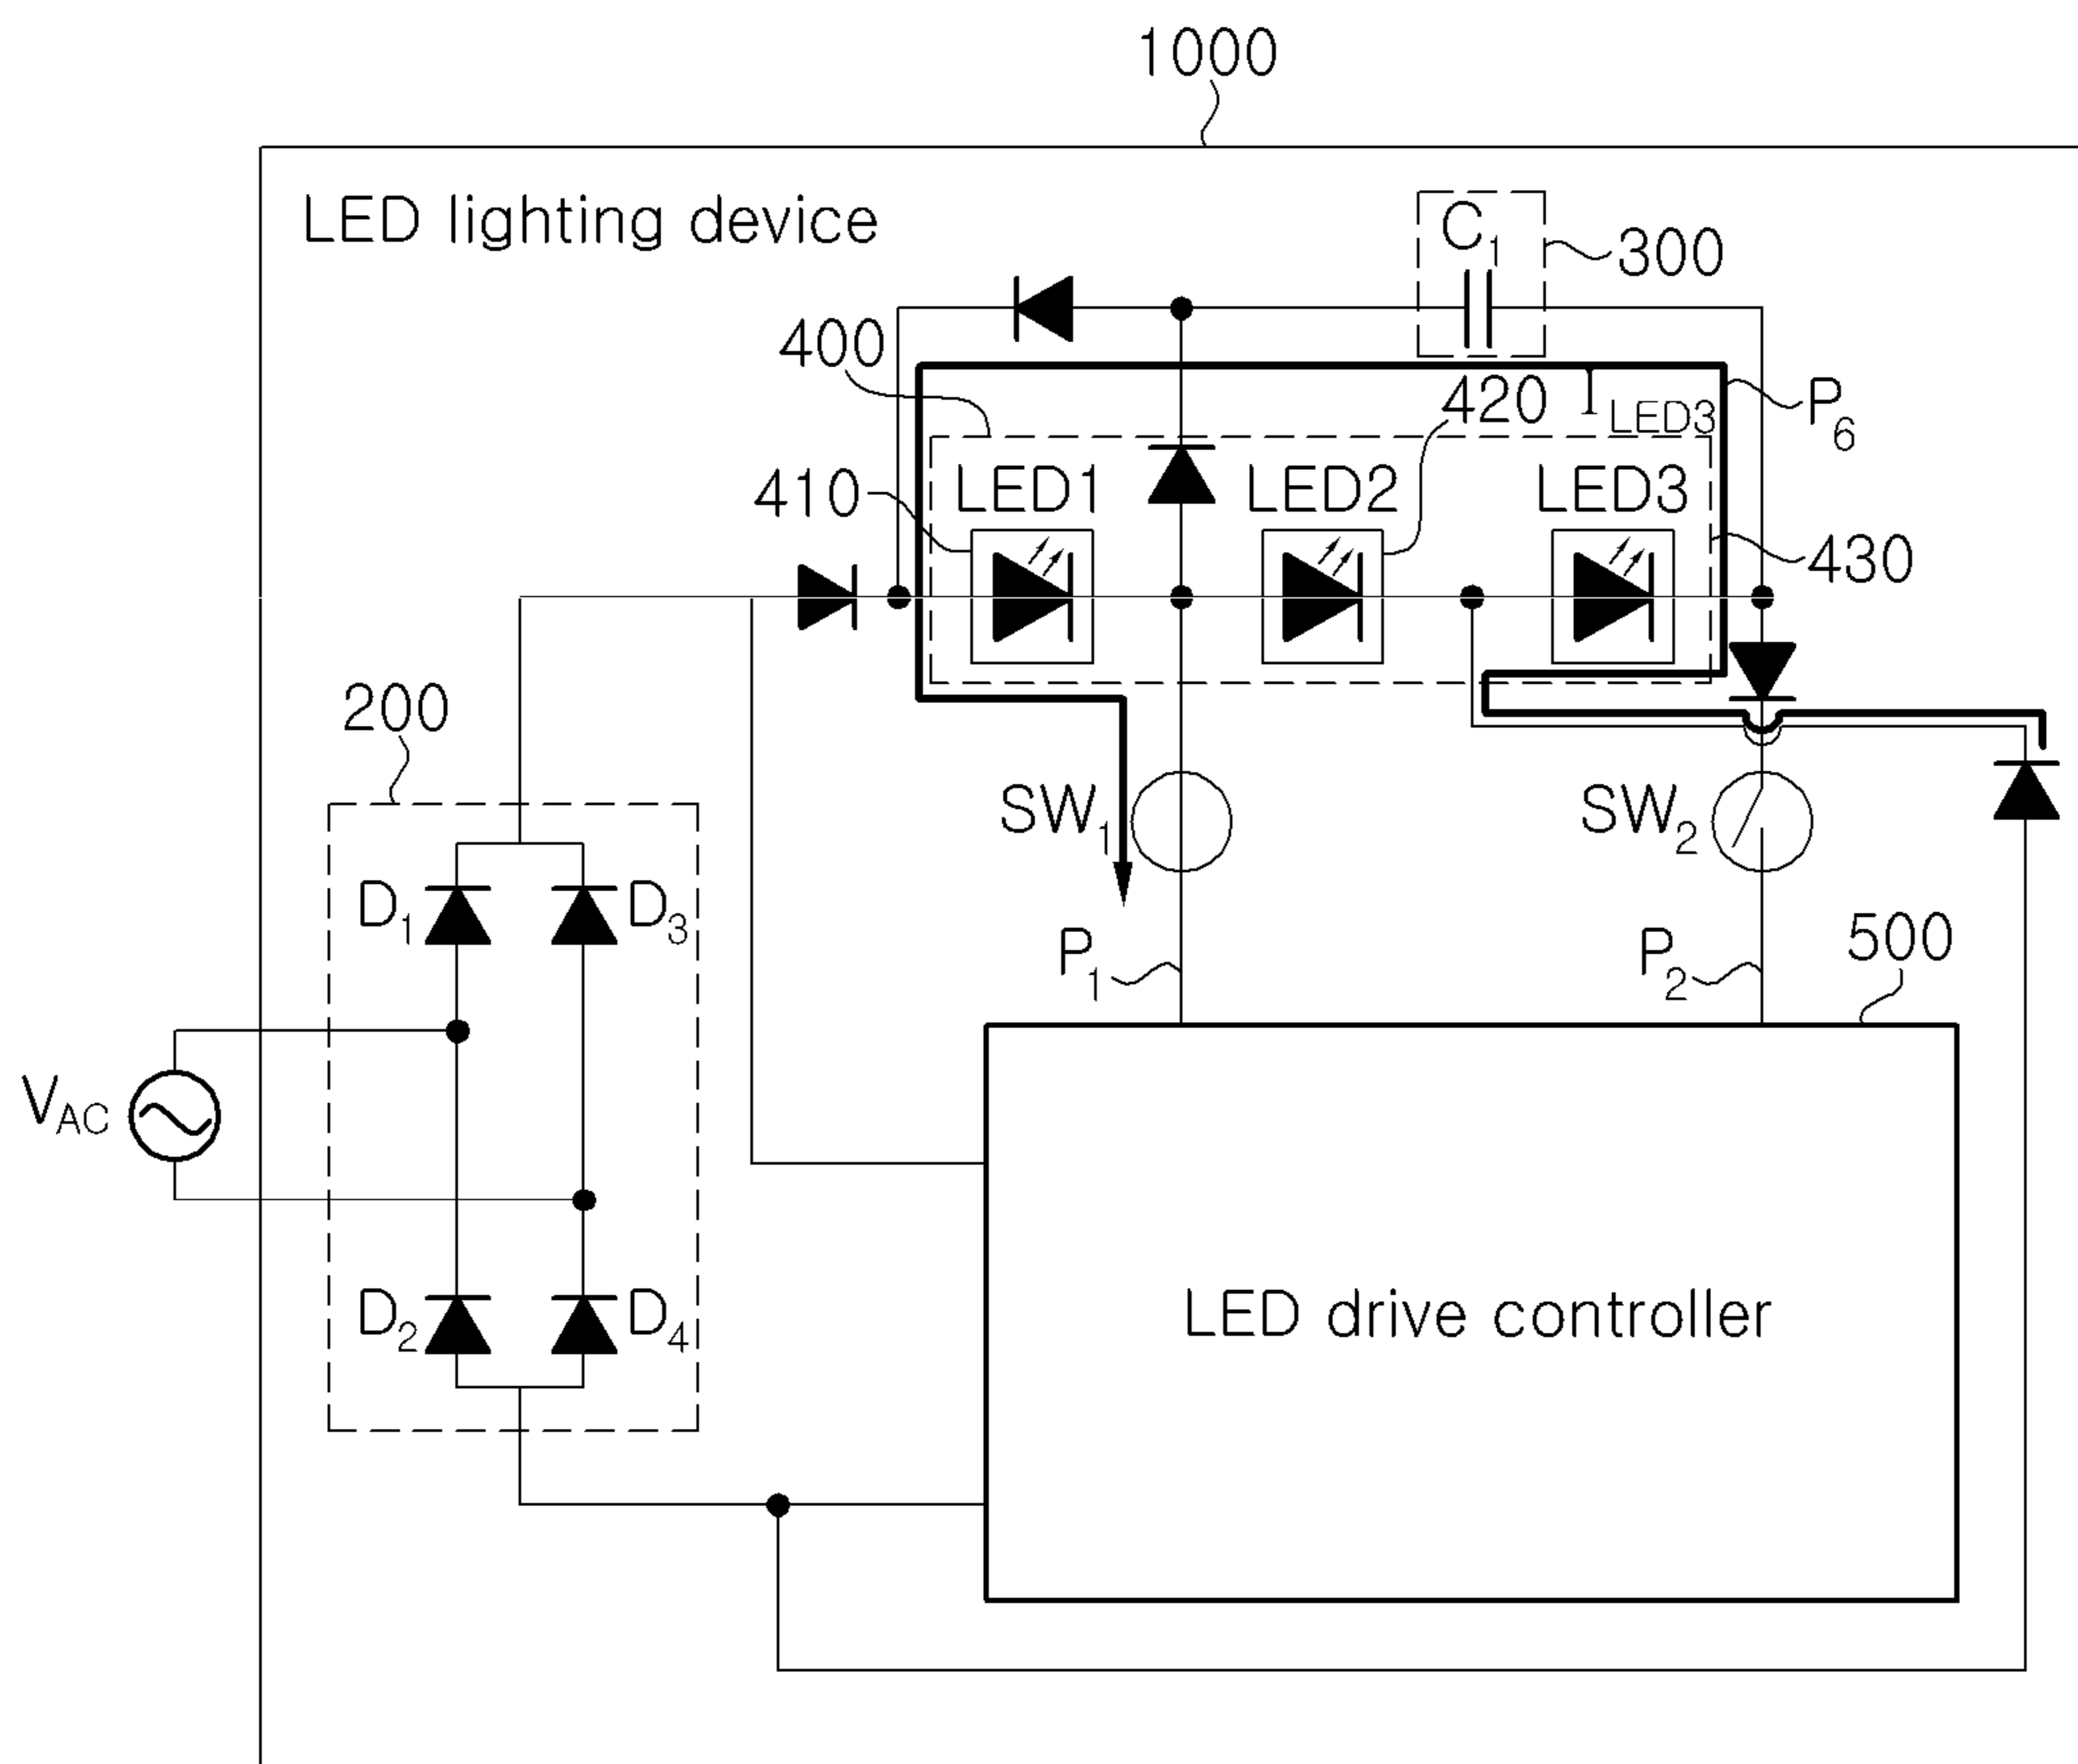 1000
LED lighting device
C1
300
400
420
ILED3
P6
410
LED1
LED2
LED3
430
200
SW1
SW2
D1
D3
P1
P2
500
VAC
D2
D4
LED drive controller